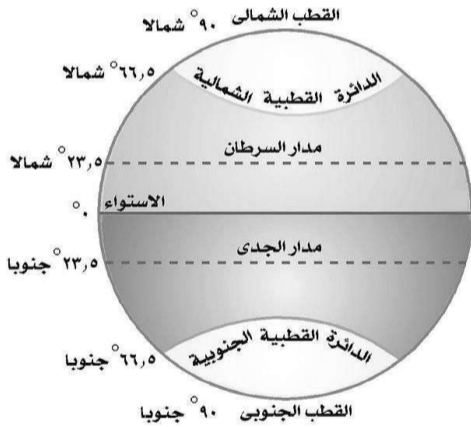 القطب الشمالى
٩٠° شمالا
٦٦,٥° شمالا
الدائرة القطبية الشمالية
مدار السرطان
٢٣,٥° شمالا
الاستواء
٠°
مدار الجدى
٢٣,٥° جنوبا
الدائرة القطبية الجنوبية
٦٦,٥° جنوبا
القطب الجنوبى
٩٠° جنوبا